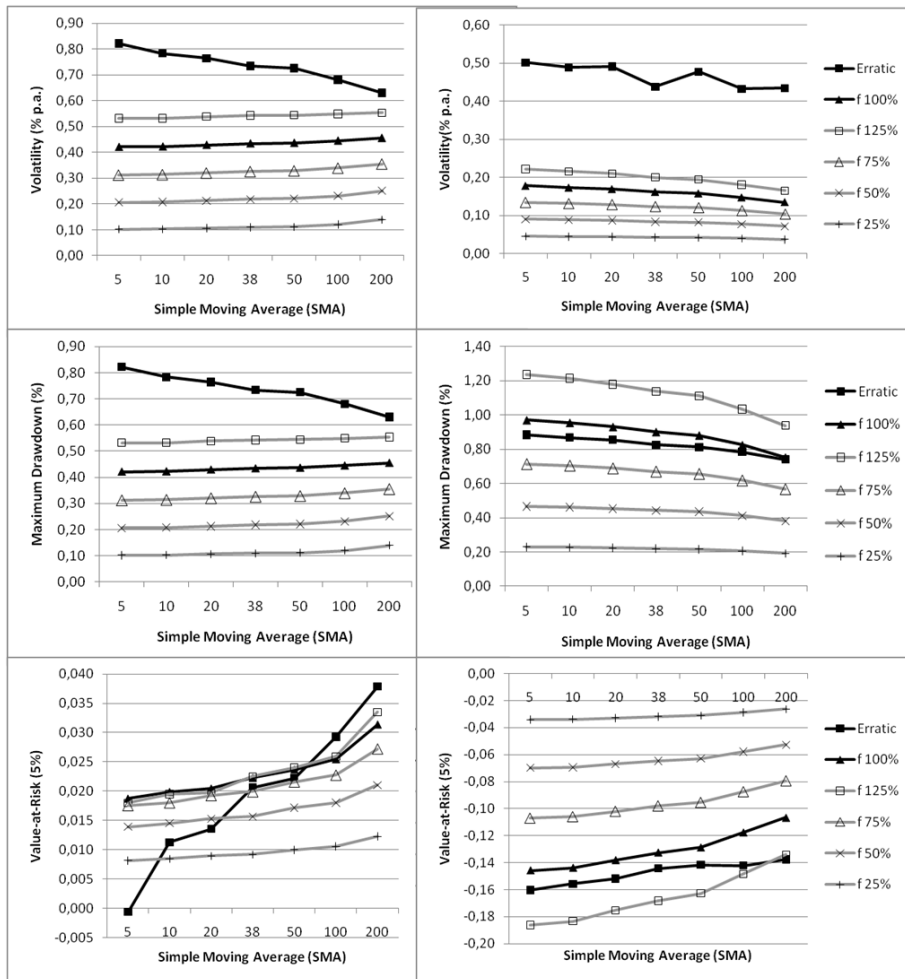 0,90
0,80
0,70
0,60
0,50
0,40
0,30
0,20
0,10
0,00
Volatility (% p.a.)
5 10 20 38 50 100 200
Simple Moving Average (SMA)
0,60
0,50
0,40
0,30
0,20
0,10
0,00
Volatility(% p.a.)
5 10 20 38 50 100 200
Simple Moving Average (SMA)
Erratic
f 100%
f 125%
f 75%
f 50%
f 25%
0,90
0,80
0,70
0,60
0,50
0,40
0,30
0,20
0,10
0,00
Maximum Drawdown (%)
5 10 20 38 50 100 200
Simple Moving Average (SMA)
1,40
1,20
1,00
0,80
0,60
0,40
0,20
0,00
Maximum Drawdown (%)
5 10 20 38 50 100 200
Simple Moving Average (SMA)
Erratic
f 100%
f 125%
f 75%
f 50%
f 25%
0,040
0,035
0,030
0,025
0,020
0,015
0,010
0,005
0,000
-0,005
Value-at-Risk (5%)
5 10 20 38 50 100 200
Simple Moving Average (SMA)
0,00
-0,02
-0,04
-0,06
-0,08
-0,10
-0,12
-0,14
-0,16
-0,18
-0,20
Value-at-Risk (5%)
5 10 20 38 50 100 200
Simple Moving Average (SMA)
Erratic
f 100%
f 125%
f 75%
f 50%
f 25%